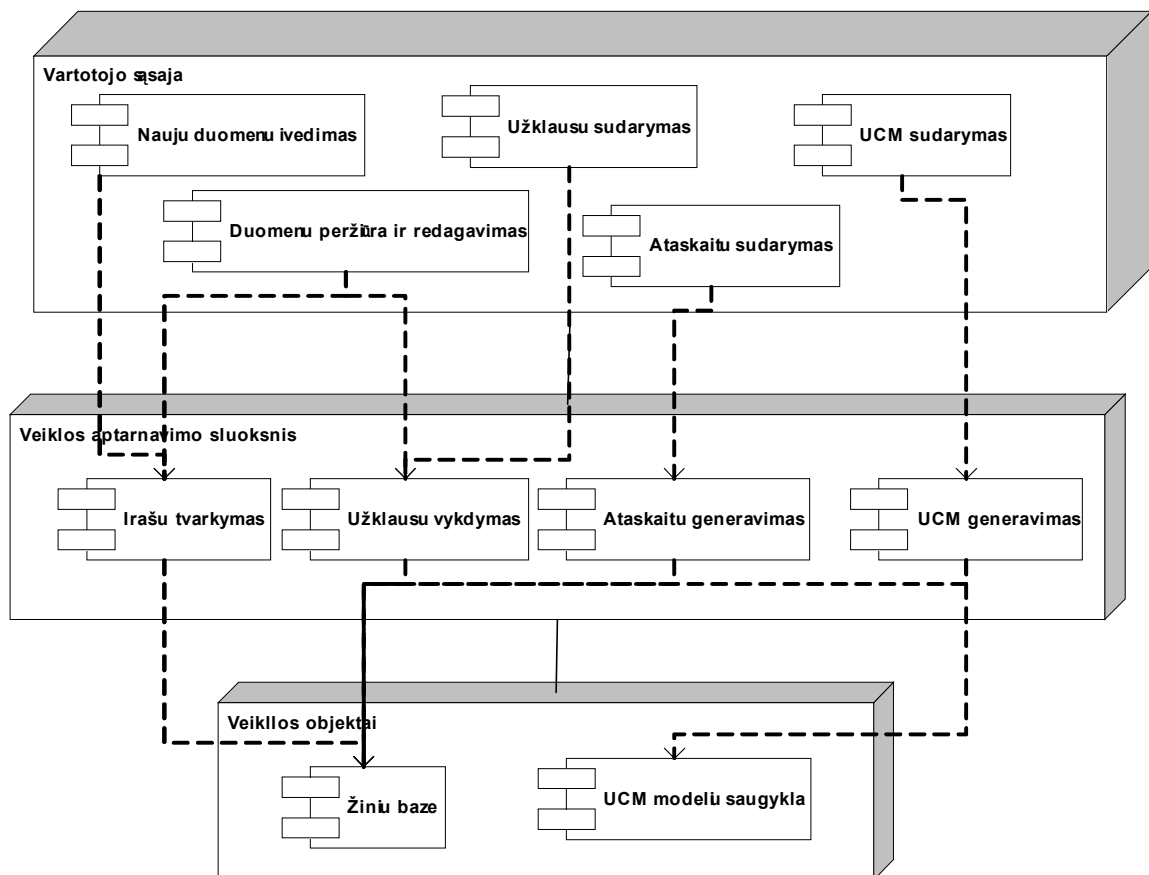 Vartotojo sąsaja
Nauju duomenu ivedimas
Užklausu sudarymas
UCM sudarymas
Duomenu peržiūra ir redagavimas
Ataskaitu sudarymas
Veiklos aptarnavimo sluoksnis
Irašu tvarkymas
Užklausu vykdymas
Ataskaitu generavimas
UCM generavimas
Veikllos objektai
Žiniu baze
UCM modeliu saugykla